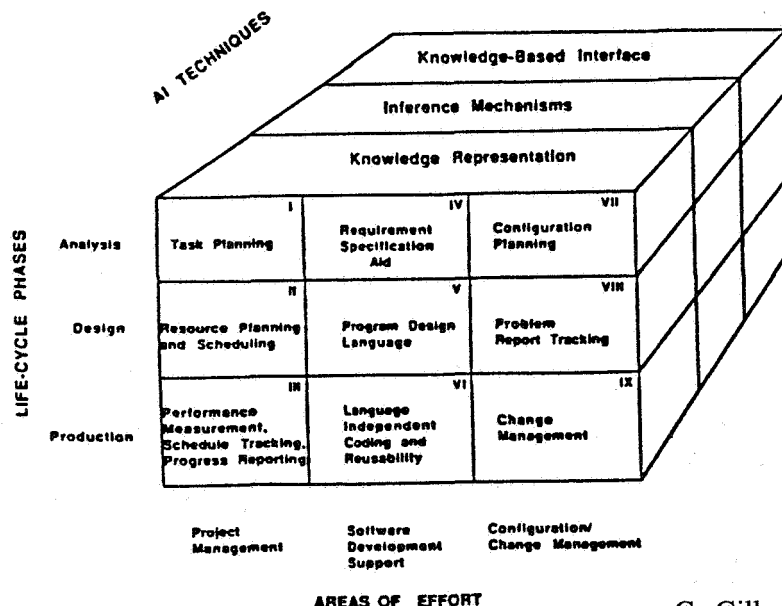 AI TECHNIQUES
Knowledge-Based Interface
Inference Mechanisms
Knowledge Representation
LIFE-CYCLE PHASES
Analysis
I
Task Planning
IV
Requirement
Specification
Aid
VII
Configuration
Planning
Design
II
Resource Planning
and Scheduling
V
Program Design
Language
VIII
Problem
Report Tracking
Production
III
Performance
Measurement,
Schedule Tracking,
Progress Reporting
VI
Language
Independent
Coding and
Reusability
IX
Change
Management
Project
Management
Software
Development
Support
Configuration/
Change Management
AREAS OF EFFORT